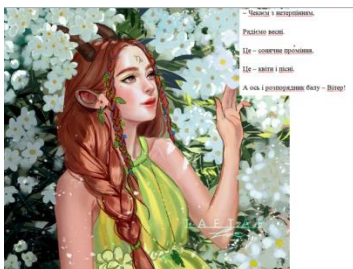 – Чекаєм з нетерпінням.
Радіємо весні.
Це – сонячне проміння.
Це – квіти і пісні.
А ось і розпорядник балу – Вітер!